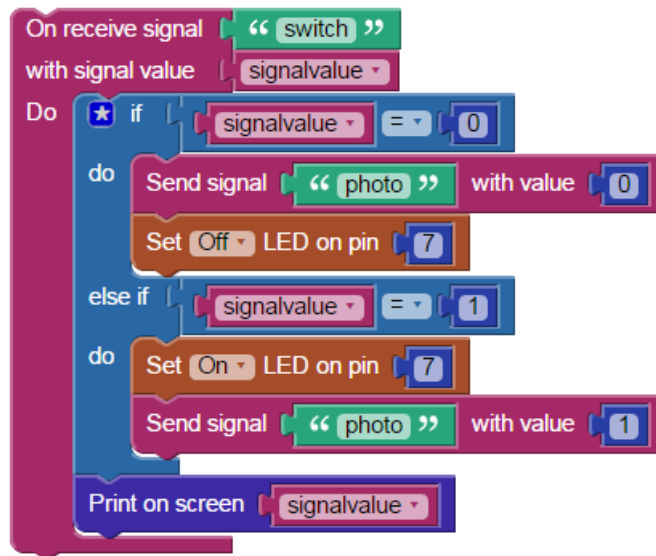 On receive signal “ switch ”
with signal value signalvalue
Do if signalvalue = 0
do Send signal “ photo ” with value 0
Set Off LED on pin 7
else if signalvalue = 1
do Set On LED on pin 7
Send signal “ photo ” with value 1
Print on screen signalvalue